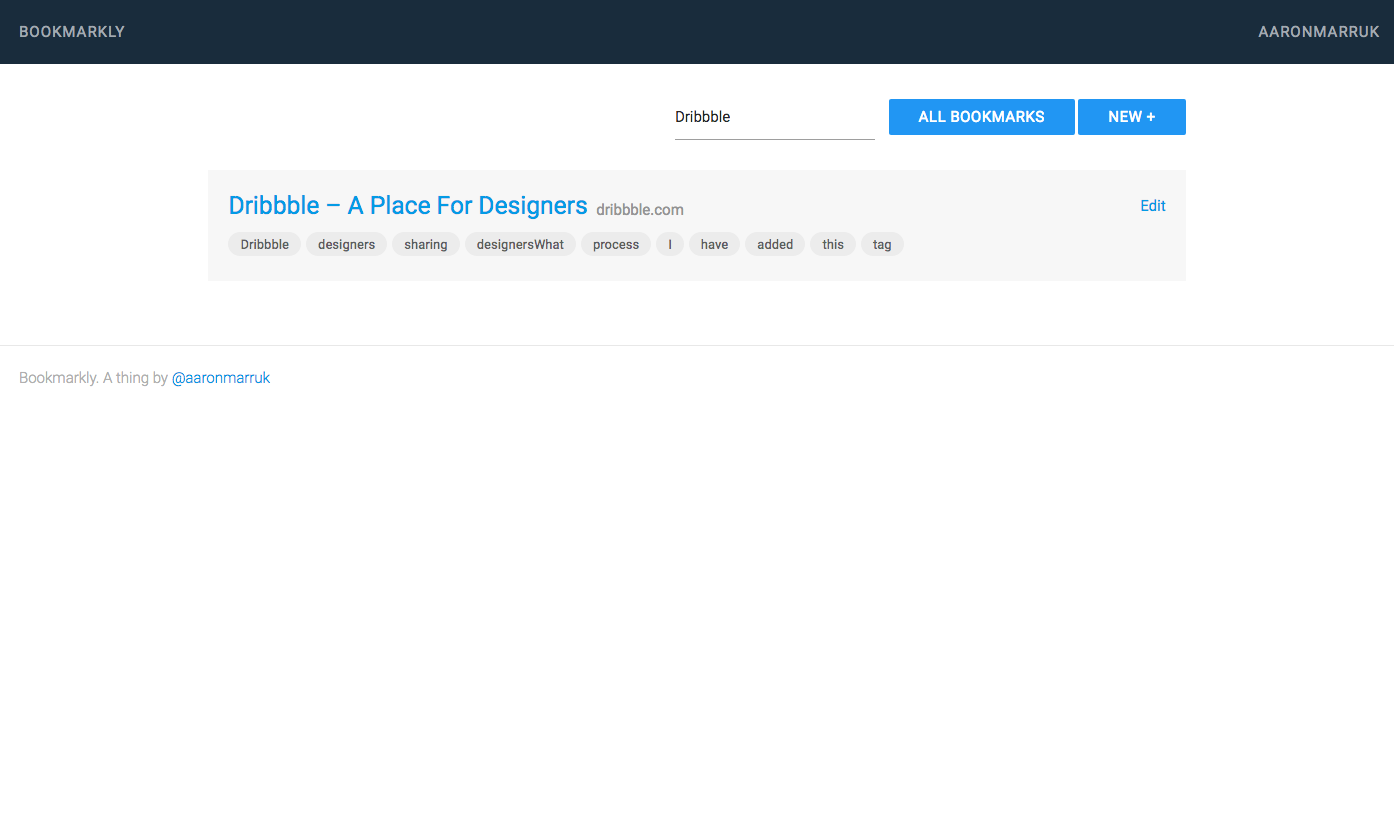 BOOKMARKLY AARONMARRUK
Dribbble ALL BOOKMARKS NEW +
Dribbble – A Place For Designers dribbble.com Edit
Dribbble designers sharing designersWhat process I have added this tag
Bookmarkly. A thing by @aaronmarruk